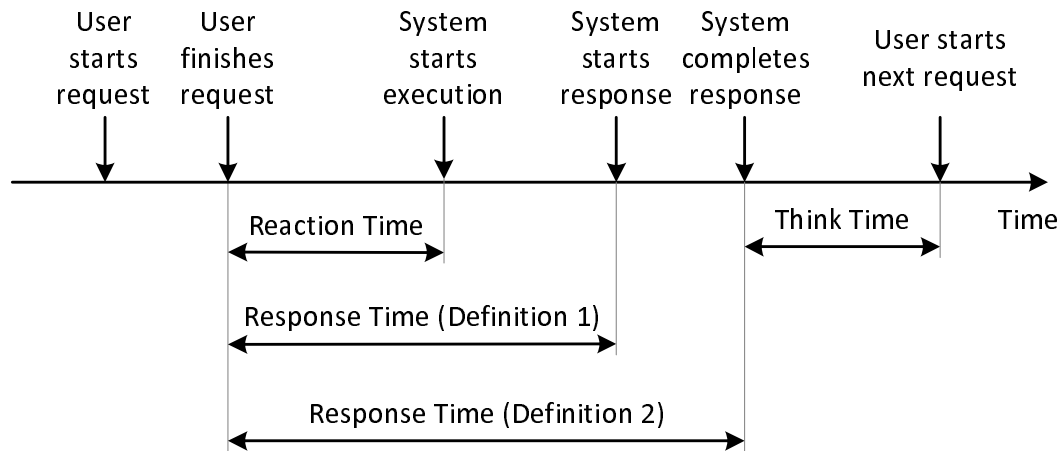 User
starts
request
User
finishes
request
System
starts
execution
System
starts
response
System
completes
response
User starts
next request
Reaction Time
Think Time
Time
Response Time (Definition 1)
Response Time (Definition 2)